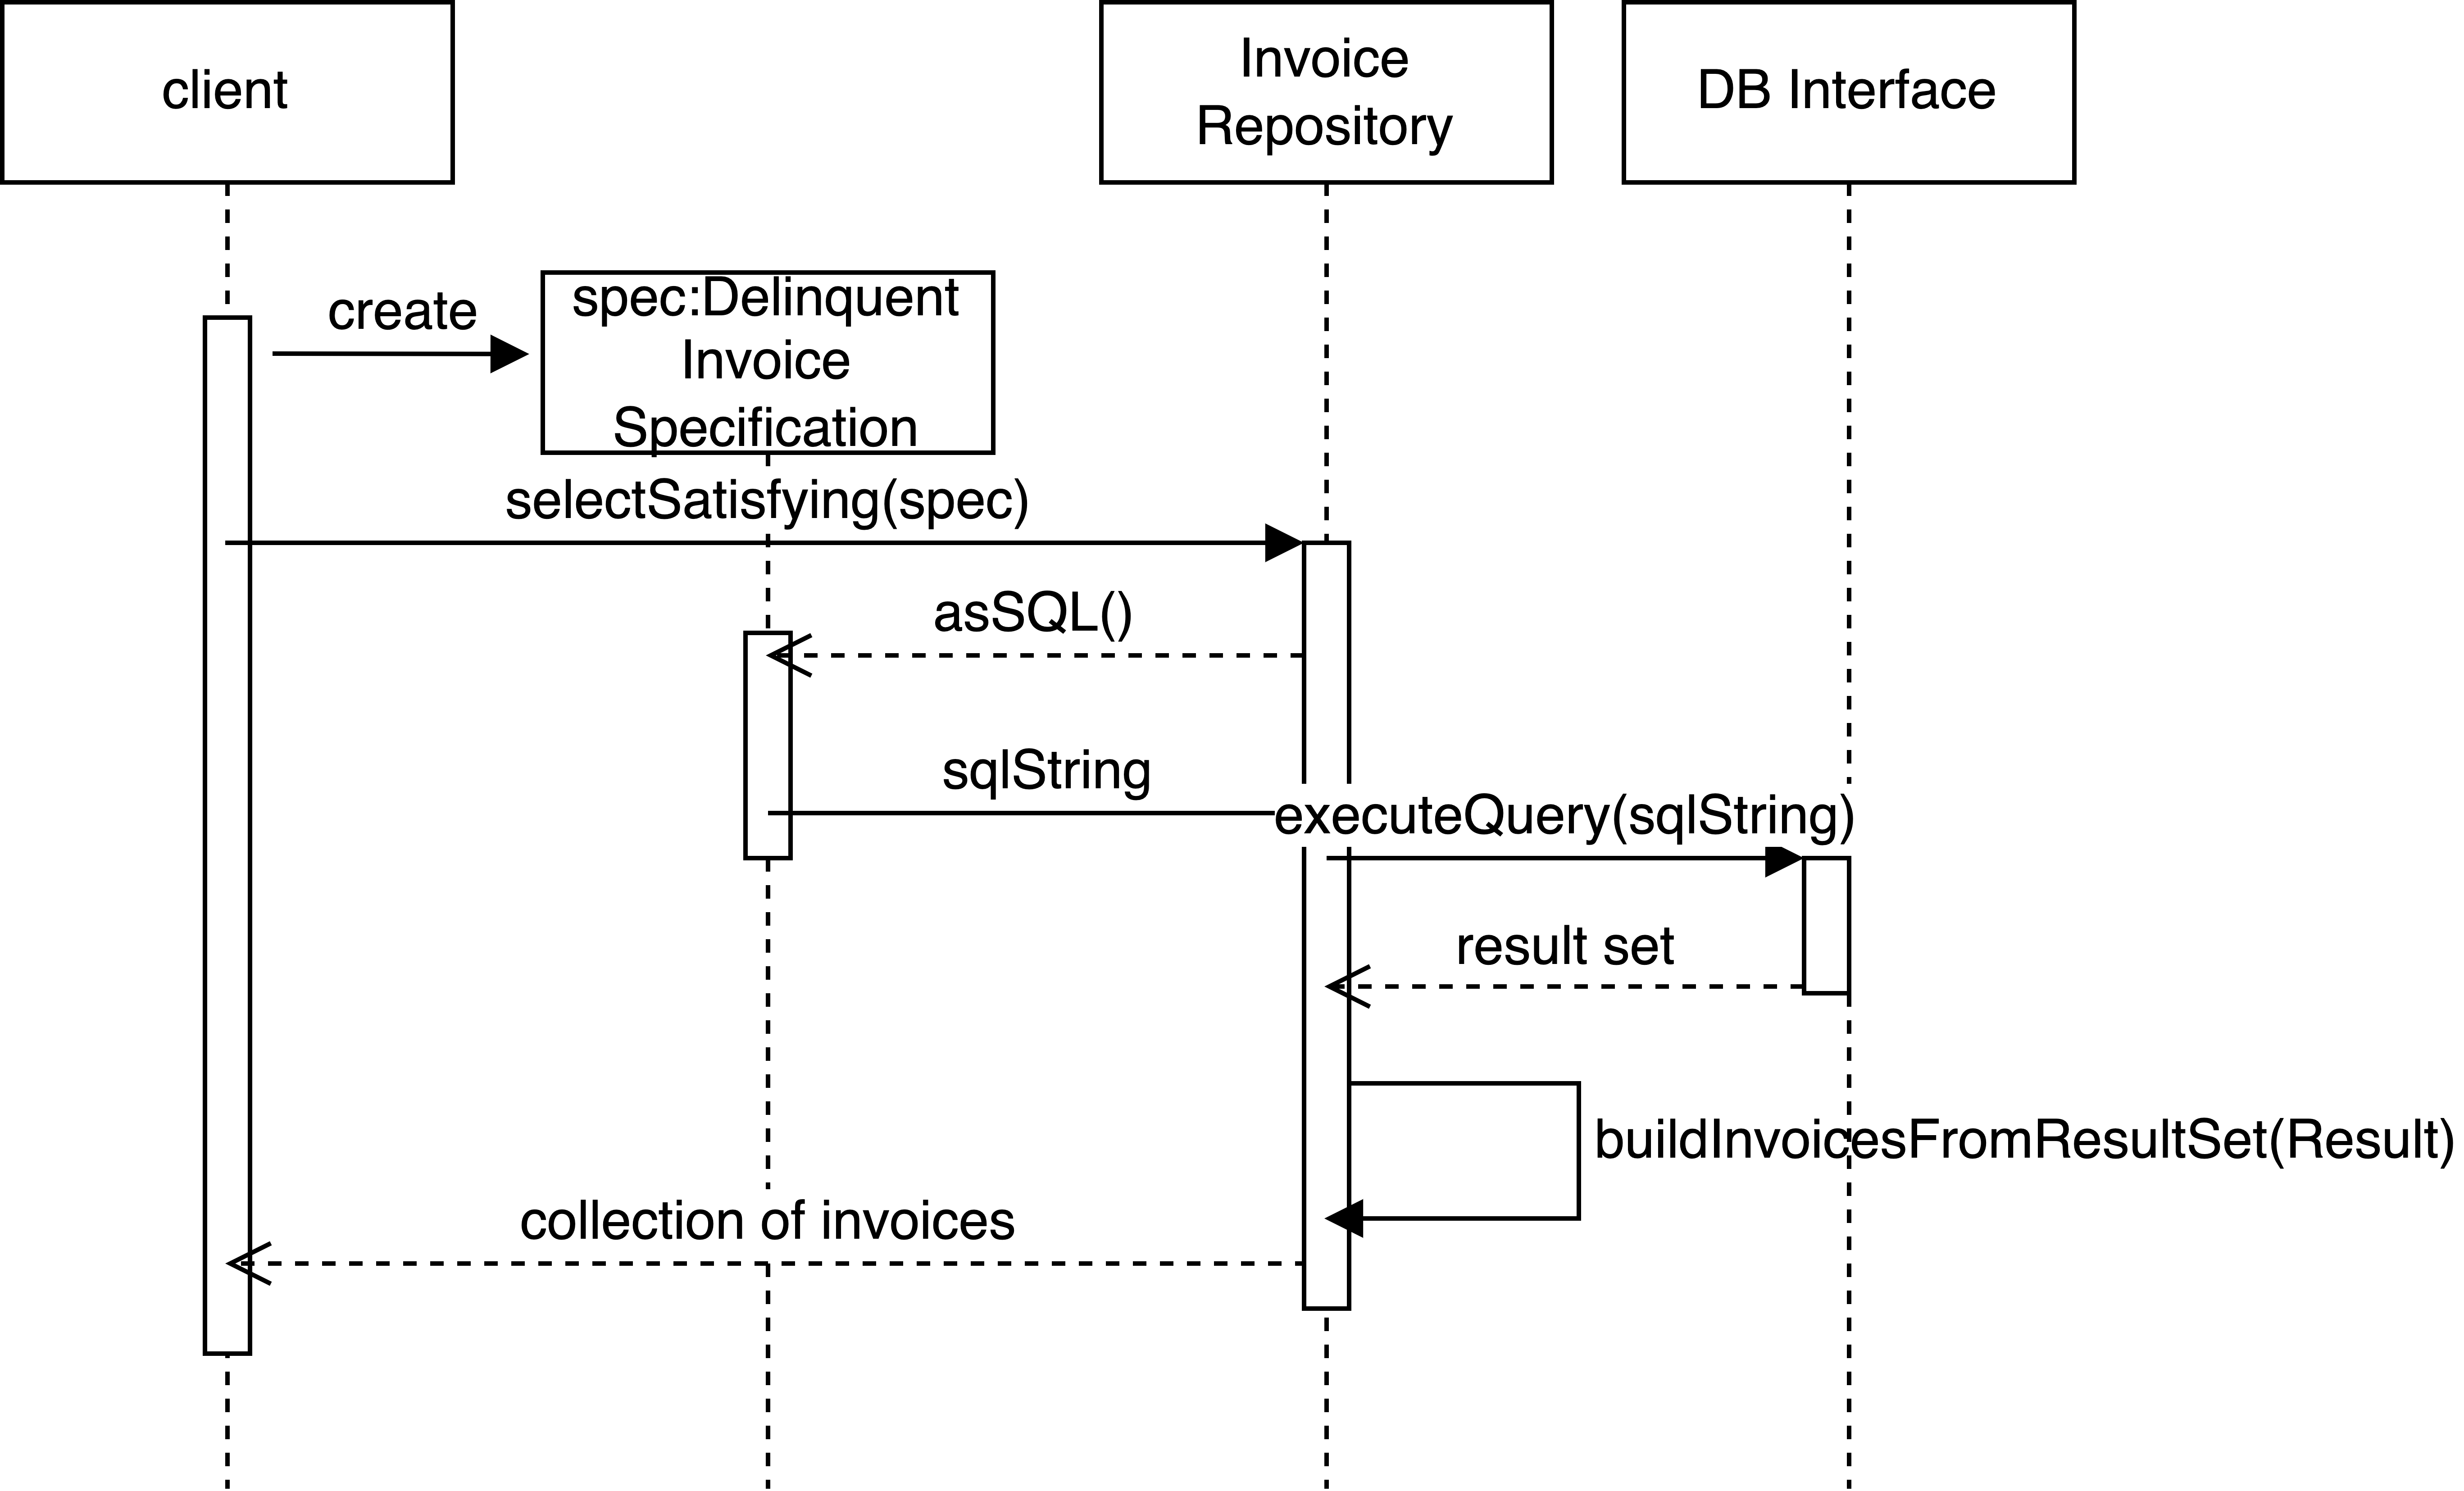 client
Invoice
Repository
DB Interface
create
spec:Delinquent
Invoice
Specification
selectSatisfying(spec)
asSQL()
sqlString
executeQuery(sqlString)
result set
buildInvoicesFromResultSet(Result)
collection of invoices